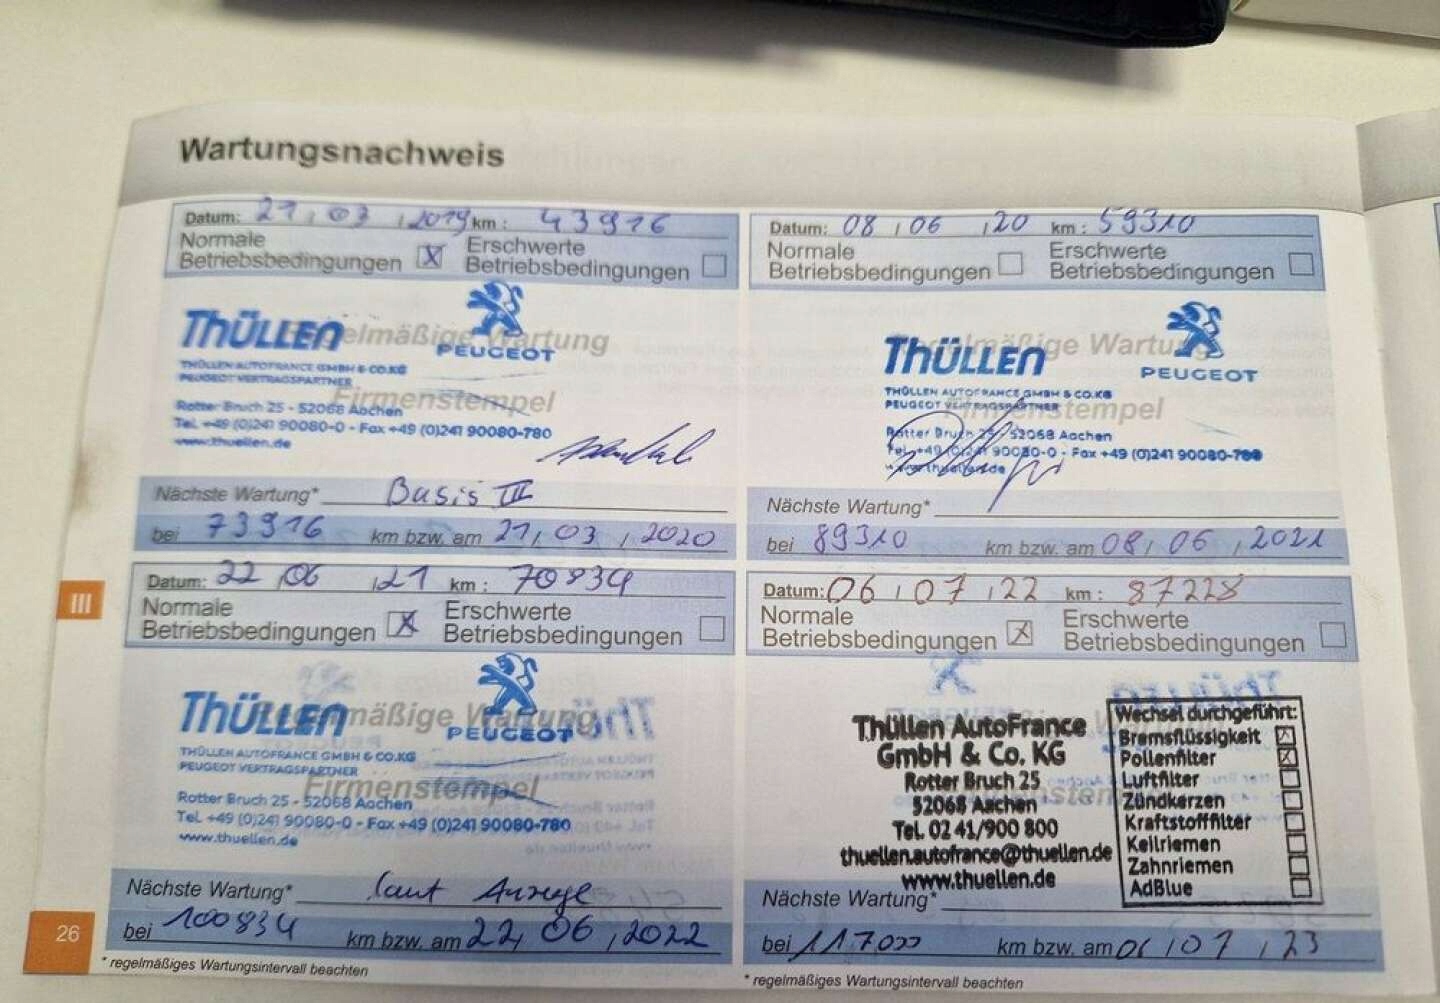 Wartungsnachweis
Datum: 21, 03, 2019 km: 43916
Normale Betriebsbedingungen X Erschwerte Betriebsbedingungen
Regelmäßige Wartung
Firmenstempel
THÜLLEN PEUGEOT
THÜLLEN AUTOFRANCE GMBH & CO.KG
PEUGEOT VERTRAGSPARTNER
Rotter Bruch 25 - 52068 Aachen
Tel. +49 (0)241 90080-0 - Fax +49 (0)241 90080-780
www.thuellen.de
Nächste Wartung* Basis III
bei 73916 km bzw. am 21, 03, 2020
Datum: 08, 06, 20 km: 59310
Normale Betriebsbedingungen Erschwerte Betriebsbedingungen
Regelmäßige Wartung
Firmenstempel
THÜLLEN PEUGEOT
THÜLLEN AUTOFRANCE GMBH & CO.KG
PEUGEOT VERTRAGSPARTNER
Rotter Bruch 25 - 52068 Aachen
Tel. +49 (0)241 90080-0 - Fax +49 (0)241 90080-780
www.thuellen.de
Nächste Wartung*
bei 89310 km bzw. am 08, 06, 2021
III
Datum: 22, 06, 21 km: 70834
Normale Betriebsbedingungen X Erschwerte Betriebsbedingungen
Regelmäßige Wartung
Firmenstempel
THÜLLEN PEUGEOT
THÜLLEN AUTOFRANCE GMBH & CO.KG
PEUGEOT VERTRAGSPARTNER
Rotter Bruch 25 - 52068 Aachen
Tel. +49 (0)241 90080-0 - Fax +49 (0)241 90080-780
www.thuellen.de
Nächste Wartung* laut Anzeige
bei 100834 km bzw. am 22, 06, 2022
* regelmäßiges Wartungsintervall beachten
26
Datum: 06, 07, 22 km: 87228
Normale Betriebsbedingungen X Erschwerte Betriebsbedingungen
Thüllen AutoFrance
GmbH & Co. KG
Rotter Bruch 25
52068 Aachen
Tel. 02 41/900 800
thuellen.autofrance@thuellen.de
www.thuellen.de
Wechsel durchgeführt:
Bremsflüssigkeit X
Pollenfilter X
Luftfilter
Zündkerzen
Kraftstofffilter
Keilriemen
Zahnriemen
AdBlue
Nächste Wartung*
bei 117000 km bzw. am 06, 07, 23
* regelmäßiges Wartungsintervall beachten